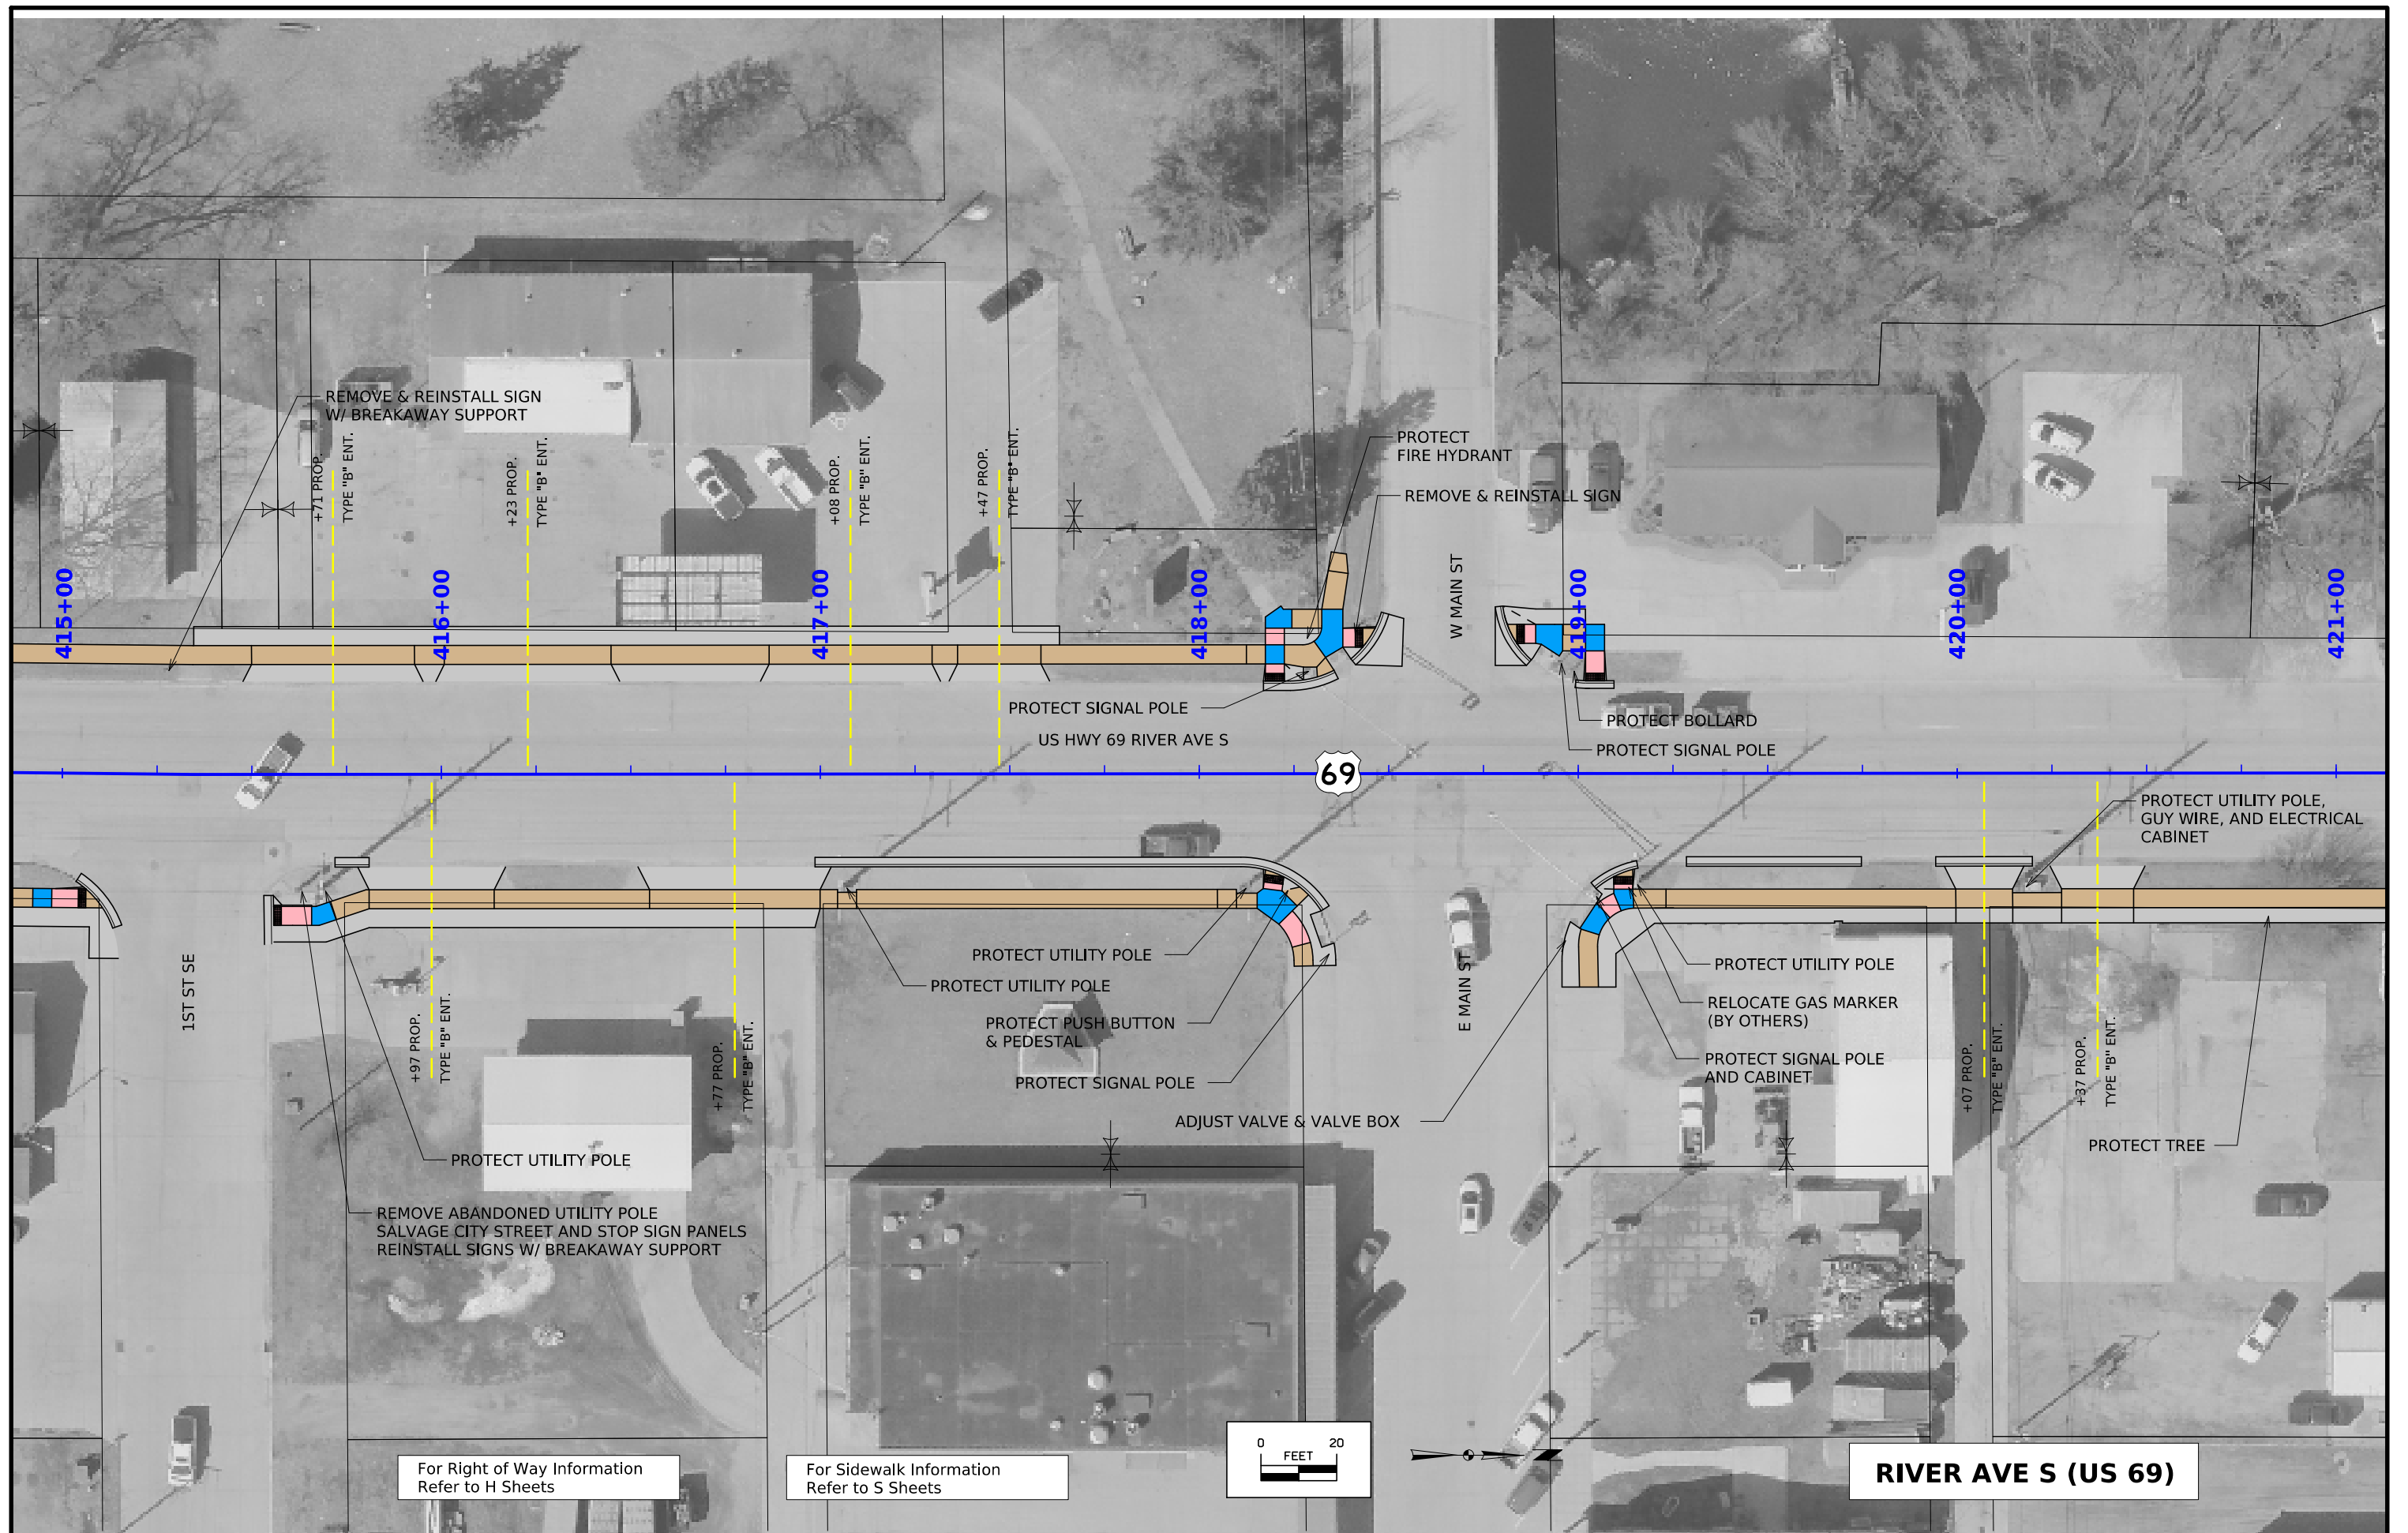 REMOVE & REINSTALL SIGN
W/ BREAKAWAY SUPPORT
+71 PROP.
TYPE "B" ENT.
+23 PROP.
TYPE "B" ENT.
+08 PROP.
TYPE "B" ENT.
+47 PROP.
TYPE "B" ENT.
PROTECT
FIRE HYDRANT
REMOVE & REINSTALL SIGN
W MAIN ST
415+00
416+00
417+00
418+00
419+00
420+00
421+00
PROTECT SIGNAL POLE
US HWY 69 RIVER AVE S
PROTECT BOLLARD
PROTECT SIGNAL POLE
69
PROTECT UTILITY POLE,
GUY WIRE, AND ELECTRICAL
CABINET
1ST ST SE
E MAIN ST
PROTECT UTILITY POLE
PROTECT UTILITY POLE
PROTECT PUSH BUTTON
& PEDESTAL
PROTECT SIGNAL POLE
ADJUST VALVE & VALVE BOX
PROTECT UTILITY POLE
RELOCATE GAS MARKER
(BY OTHERS)
PROTECT SIGNAL POLE
AND CABINET
+97 PROP.
TYPE "B" ENT.
+77 PROP.
TYPE "B" ENT.
+07 PROP.
TYPE "B" ENT.
+37 PROP.
TYPE "B" ENT.
PROTECT TREE
PROTECT UTILITY POLE
REMOVE ABANDONED UTILITY POLE
SALVAGE CITY STREET AND STOP SIGN PANELS
REINSTALL SIGNS W/ BREAKAWAY SUPPORT
For Right of Way Information
Refer to H Sheets
For Sidewalk Information
Refer to S Sheets
0 20
FEET
RIVER AVE S (US 69)